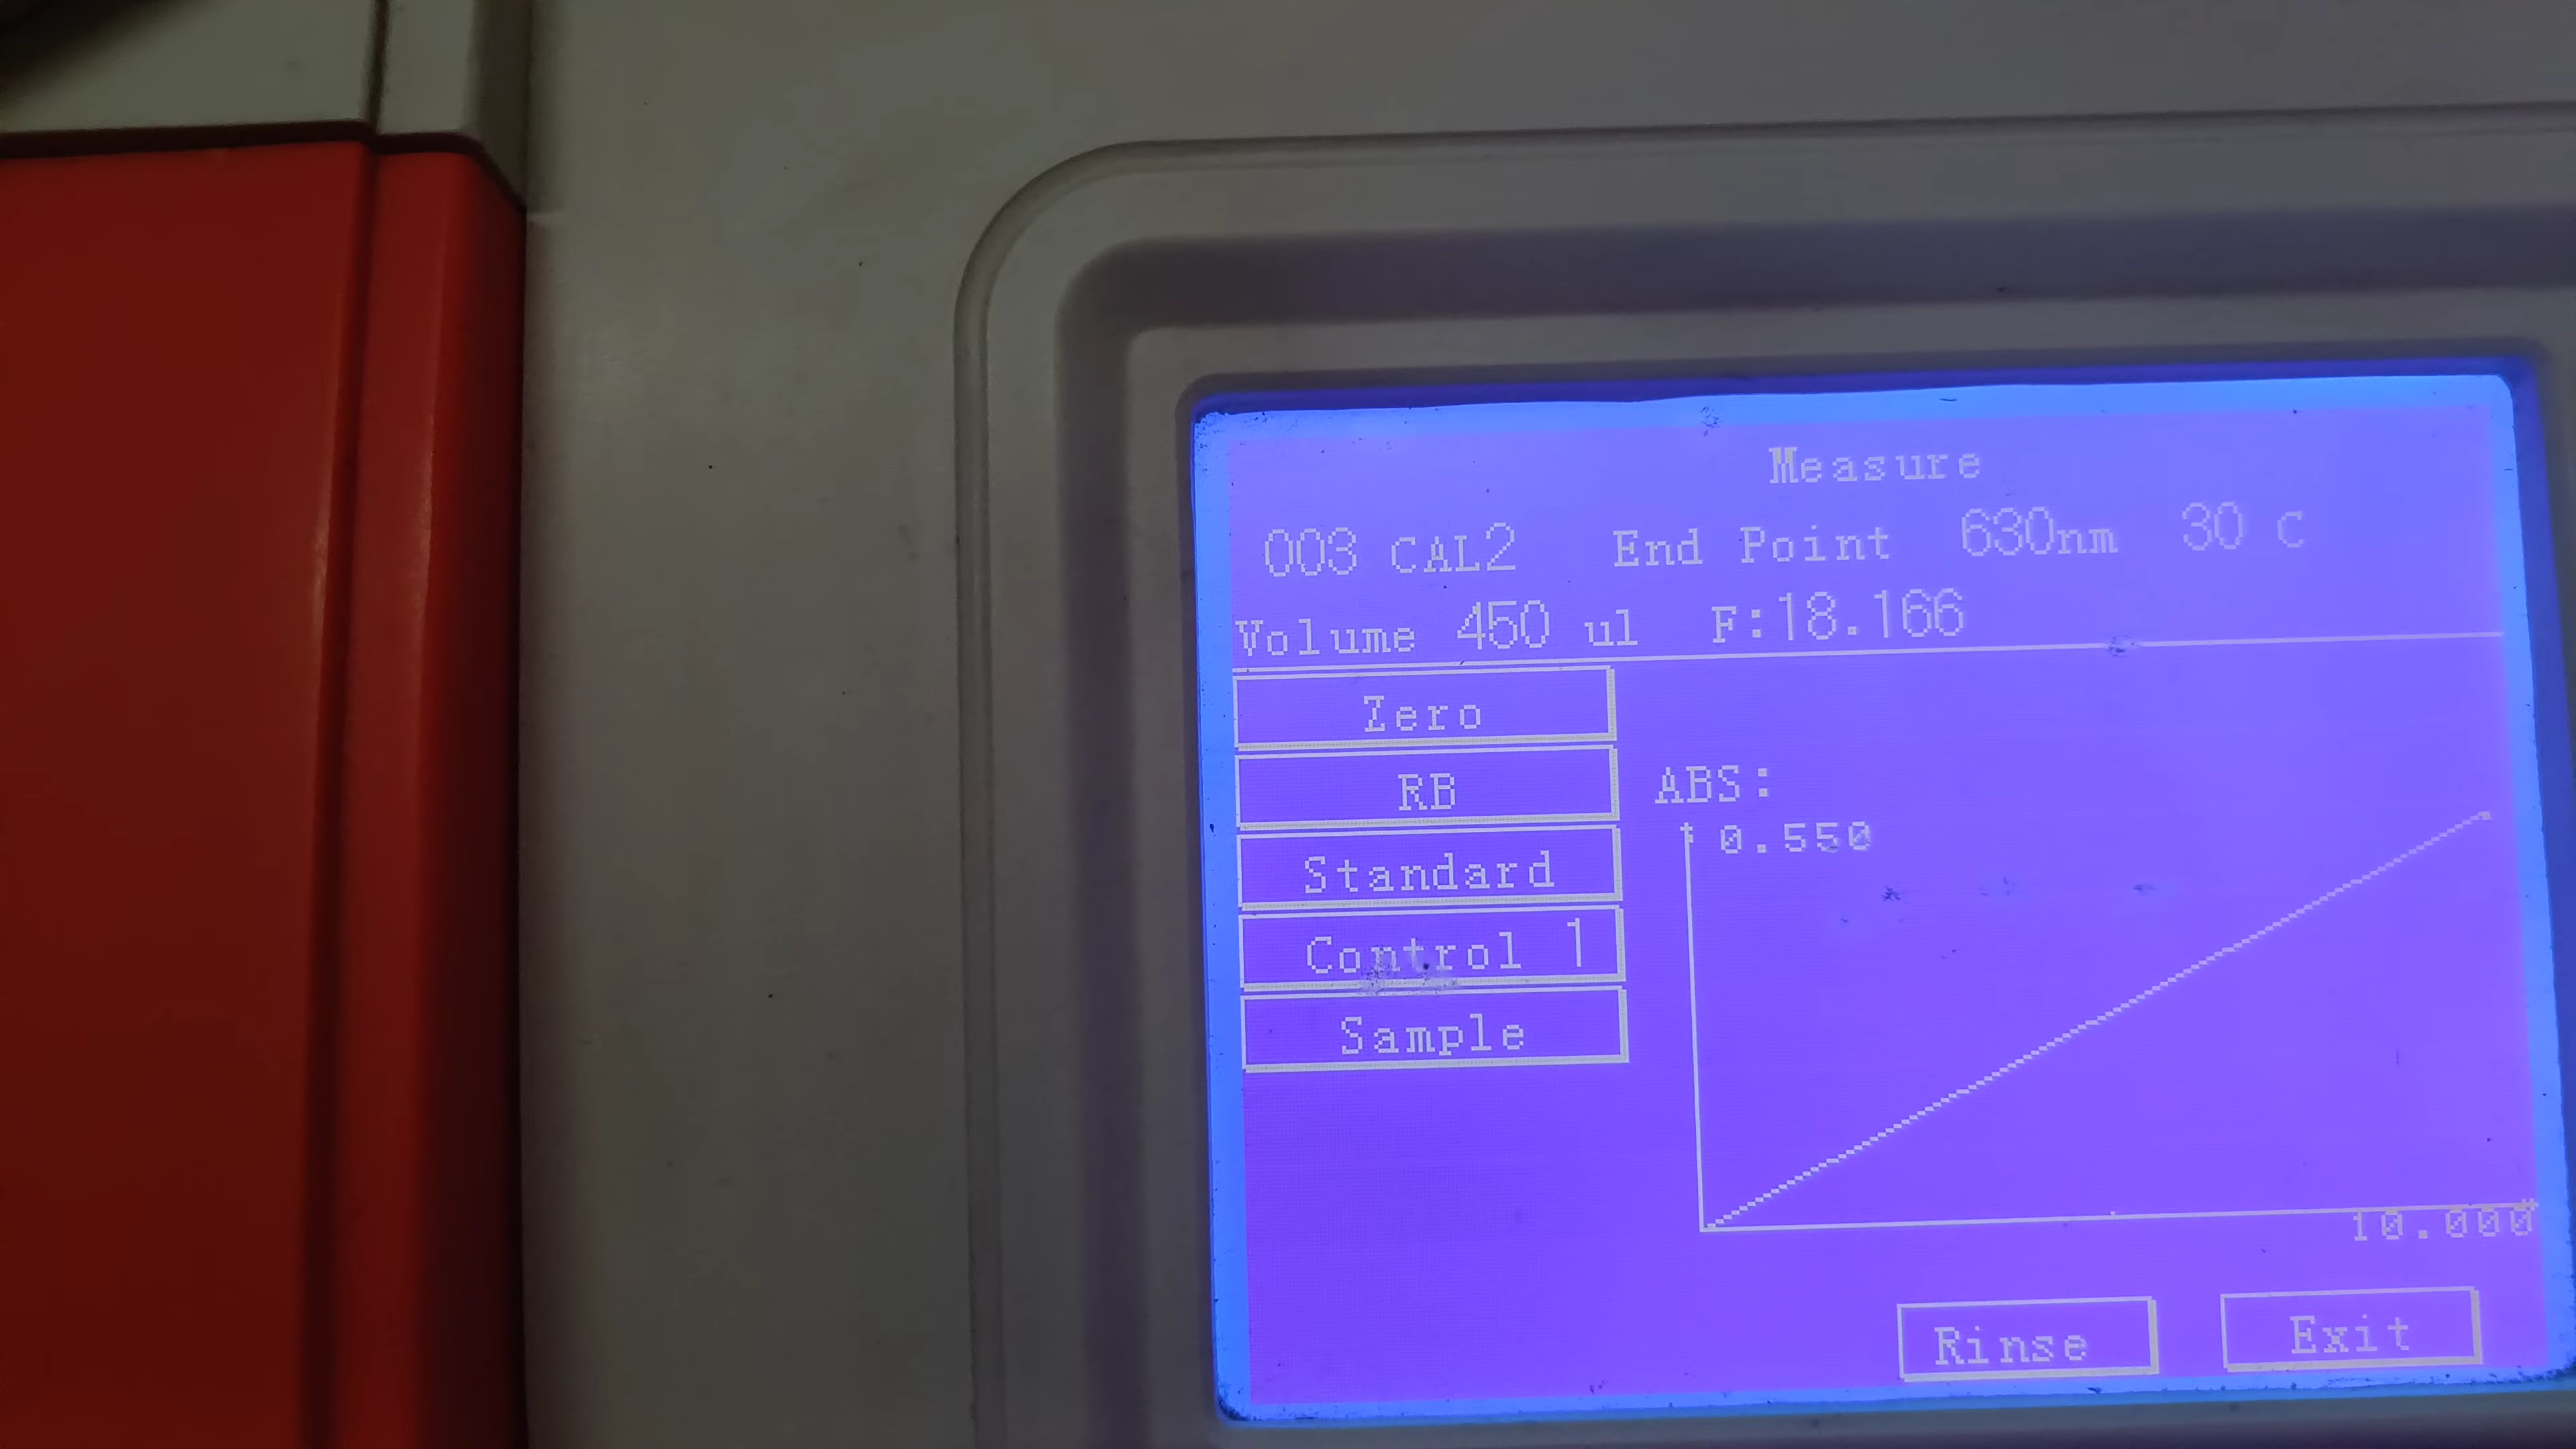 Measure
003 CAL2 End Point 630nm 30 C
Volume 450 ul F:18.166
Zero
RB
Standard
Control 1
Sample
ABS:
0.550
10.000
Rinse
Exit